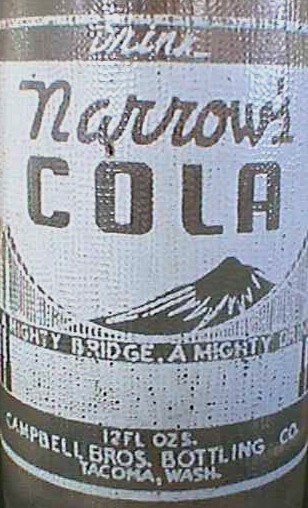 Drink
Narrows
COLA
MIGHTY BRIDGE, A MIGHTY
12 FL OZS.
CAMPBELL BROS. BOTTLING CO.
TACOMA, WASH.